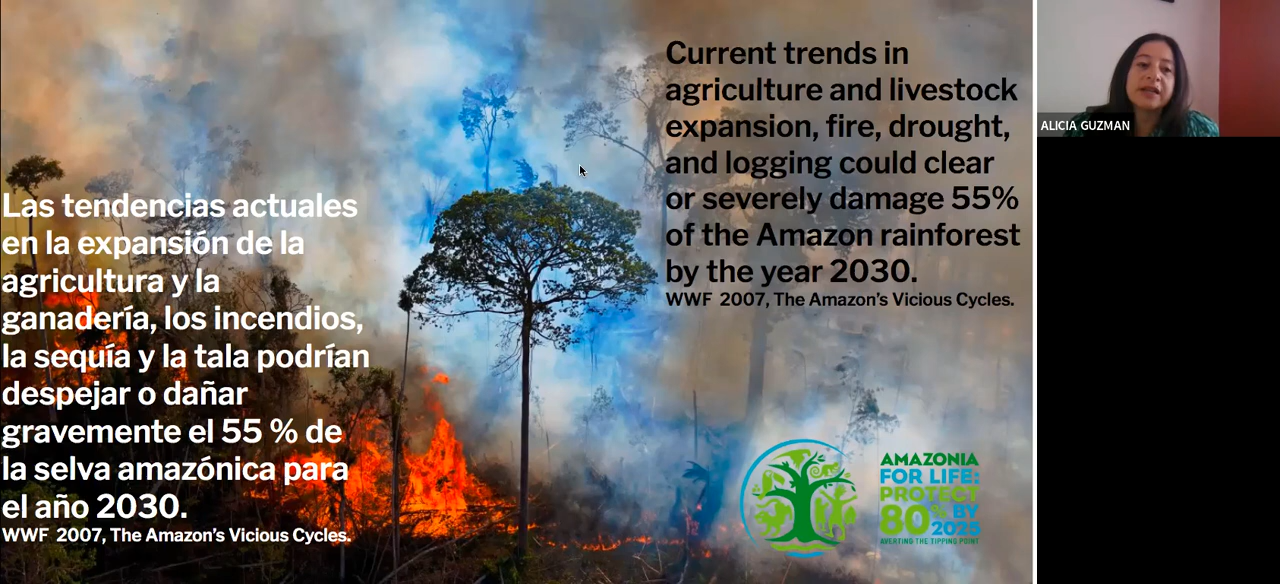 Las tendencias actuales
en la expansión de la
agricultura y la
ganadería, los incendios,
la sequía y la tala podrían
despejar o dañar
gravemente el 55 % de
la selva amazónica para
el año 2030.
WWF 2007, The Amazon's Vicious Cycles.
Current trends in
agriculture and livestock
expansion, fire, drought,
and logging could clear
or severely damage 55%
of the Amazon rainforest
by the year 2030.
WWF 2007, The Amazon's Vicious Cycles.
AMAZONIA
FOR LIFE:
PROTECT
80% BY
2025
AVERTING THE TIPPING POINT
ALICIA GUZMAN